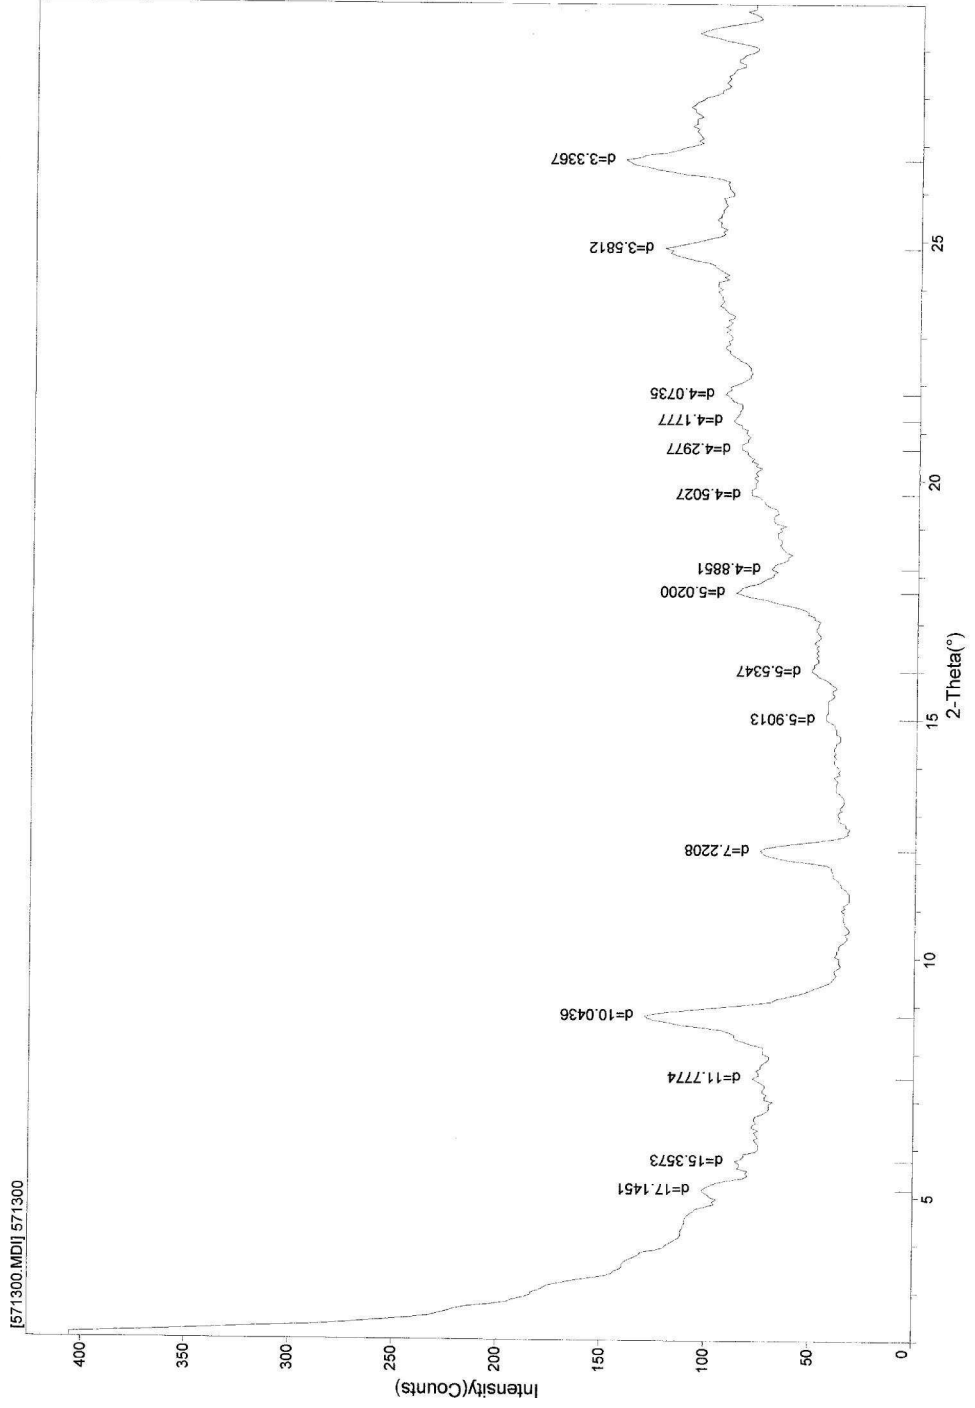 [571300.MDI] 571300
Intensity(Counts)
400
350
300
250
200
150
100
50
0
d=17.1451
d=15.3573
d=11.7774
d=10.0436
d=7.2208
d=5.9013
d=5.5347
d=5.0200
d=4.8851
d=4.5027
d=4.2977
d=4.1777
d=4.0735
d=3.5812
d=3.3367
5
10
15
20
25
2-Theta(°)